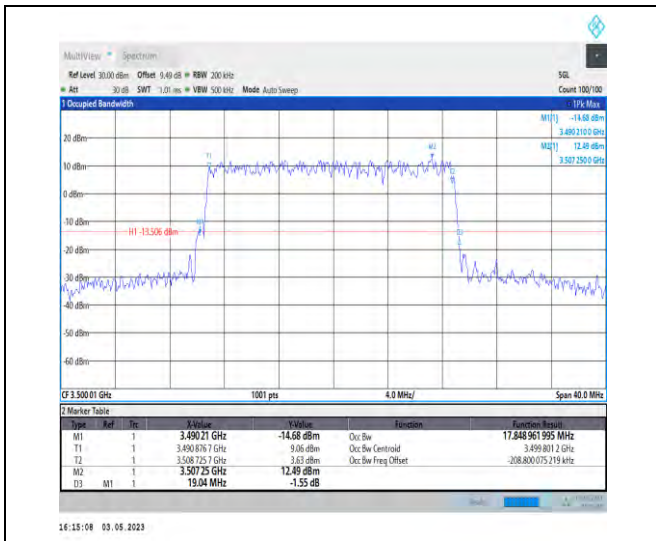 MultiView Spectrum
Ref Level 30.00 dBm Offset 9.49 dB RBW 200 kHz SGL
Att 30 dB SWT 1.01 ms VBW 500 kHz Mode Auto Sweep Count 100/100
1 Occupied Bandwidth 1Pk Max
M1[1] -14.68 dBm
3.490 210 0 GHz
20 dBm
M2[1] 12.49 dBm
3.507 250 0 GHz
M2
T1
10 dBm
T2
0 dBm
-10 dBm
H1 -13.506 dBm
-20 dBm
-30 dBm
-40 dBm
-50 dBm
-60 dBm
CF 3.500 01 GHz 1001 pts 4.0 MHz/ Span 40.0 MHz
2 Marker Table
Type Ref Trc X-Value Y-Value Function Function Result
M1 1 3.490 21 GHz -14.68 dBm Occ Bw 17.848 961 995 MHz
T1 1 3.490 876 7 GHz 9.06 dBm Occ Bw Centroid 3.499 801 2 GHz
T2 1 3.508 725 7 GHz 3.63 dBm Occ Bw Freq Offset -208.800 075 219 kHz
M2 1 3.507 25 GHz 12.49 dBm
D3 M1 1 19.04 MHz -1.55 dB
16:15:08 03.05.2023